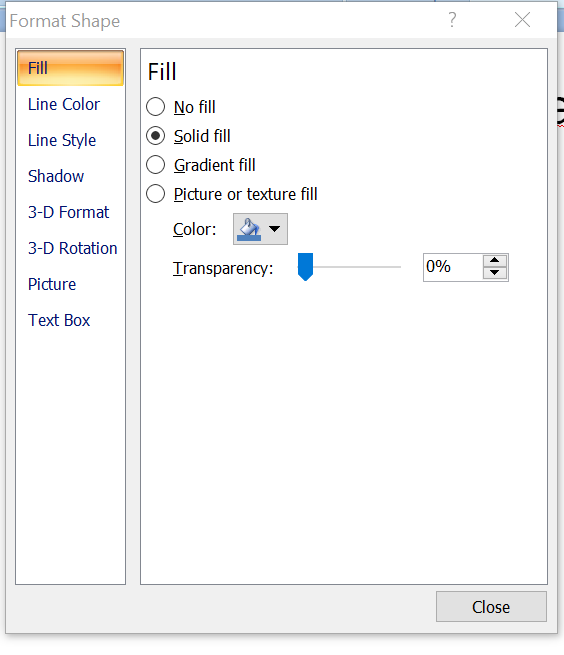 Format Shape
?
Fill
Line Color
Line Style
Shadow
3-D Format
3-D Rotation
Picture
Text Box
Fill
No fill
Solid fill
Gradient fill
Picture or texture fill
Color:
Transparency: 0%
Close
e